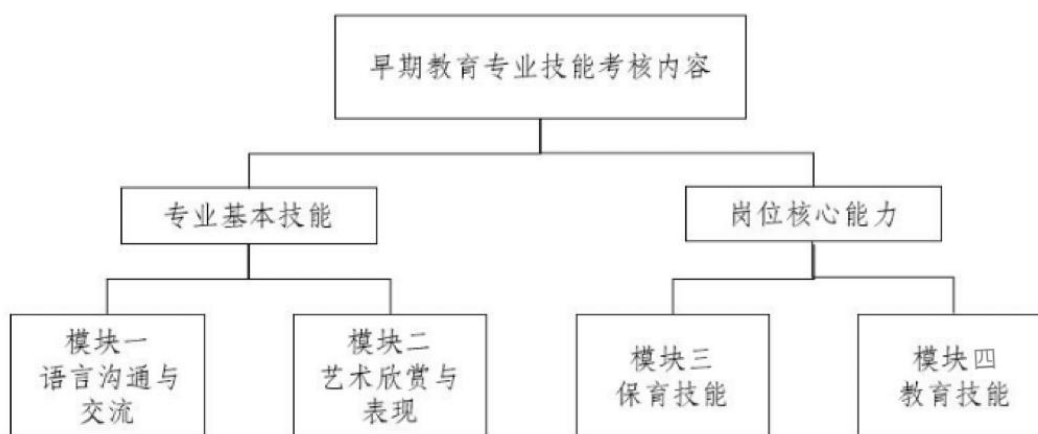 早期教育专业技能考核内容
专业基本技能
岗位核心能力
模块一
语言沟通与
交流
模块二
艺术欣赏与
表现
模块三
保育技能
模块四
教育技能